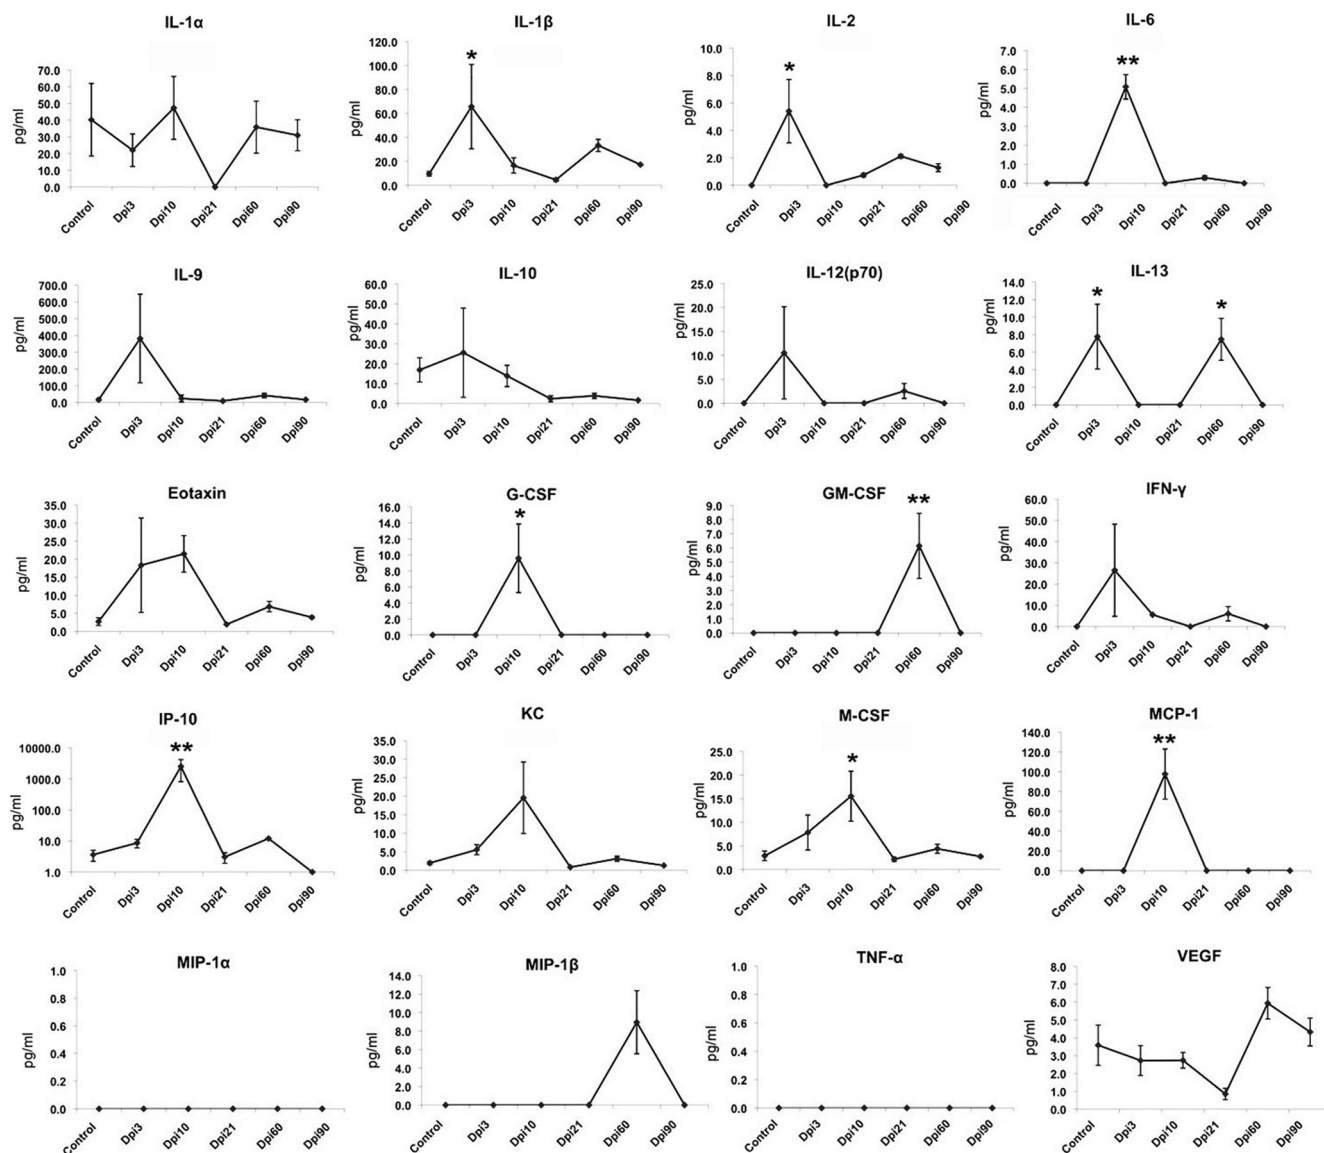 IL-1α
pg/ml
70.0
60.0
50.0
40.0
30.0
20.0
10.0
0.0
Control Dpi3 Dpi10 Dpi21 Dpi60 Dpi90
IL-1β
pg/ml
120.0
100.0
80.0
60.0
40.0
20.0
0.0
*
Control Dpi3 Dpi10 Dpi21 Dpi60 Dpi90
IL-2
pg/ml
10.0
8.0
6.0
4.0
2.0
0.0
*
Control Dpi3 Dpi10 Dpi21 Dpi60 Dpi90
IL-6
pg/ml
7.0
6.0
5.0
4.0
3.0
2.0
1.0
0.0
**
Control Dpi3 Dpi10 Dpi21 Dpi60 Dpi90
IL-9
pg/ml
700.0
600.0
500.0
400.0
300.0
200.0
100.0
0.0
Control Dpi3 Dpi10 Dpi21 Dpi60 Dpi90
IL-10
pg/ml
60.0
50.0
40.0
30.0
20.0
10.0
0.0
Control Dpi3 Dpi10 Dpi21 Dpi60 Dpi90
IL-12(p70)
pg/ml
25.0
20.0
15.0
10.0
5.0
0.0
Control Dpi3 Dpi10 Dpi21 Dpi60 Dpi90
IL-13
pg/ml
14.0
12.0
10.0
8.0
6.0
4.0
2.0
0.0
* *
Control Dpi3 Dpi10 Dpi21 Dpi60 Dpi90
Eotaxin
pg/ml
35.0
30.0
25.0
20.0
15.0
10.0
5.0
0.0
Control Dpi3 Dpi10 Dpi21 Dpi60 Dpi90
G-CSF
pg/ml
16.0
14.0
12.0
10.0
8.0
6.0
4.0
2.0
0.0
*
Control Dpi3 Dpi10 Dpi21 Dpi60 Dpi90
GM-CSF
pg/ml
9.0
8.0
7.0
6.0
5.0
4.0
3.0
2.0
1.0
0.0
**
Control Dpi3 Dpi10 Dpi21 Dpi60 Dpi90
IFN-γ
pg/ml
60.0
50.0
40.0
30.0
20.0
10.0
0.0
Control Dpi3 Dpi10 Dpi21 Dpi60 Dpi90
IP-10
pg/ml
10000.0
1000.0
100.0
10.0
1.0
**
Control Dpi3 Dpi10 Dpi21 Dpi60 Dpi90
KC
pg/ml
35.0
30.0
25.0
20.0
15.0
10.0
5.0
0.0
Control Dpi3 Dpi10 Dpi21 Dpi60 Dpi90
M-CSF
pg/ml
25.0
20.0
15.0
10.0
5.0
0.0
*
Control Dpi3 Dpi10 Dpi21 Dpi60 Dpi90
MCP-1
pg/ml
140.0
120.0
100.0
80.0
60.0
40.0
20.0
0.0
**
Control Dpi3 Dpi10 Dpi21 Dpi60 Dpi90
MIP-1α
pg/ml
1.0
0.8
0.6
0.4
0.2
0.0
Control Dpi3 Dpi10 Dpi21 Dpi60 Dpi90
MIP-1β
pg/ml
14.0
12.0
10.0
8.0
6.0
4.0
2.0
0.0
Control Dpi3 Dpi10 Dpi21 Dpi60 Dpi90
TNF-α
pg/ml
1.0
0.8
0.6
0.4
0.2
0.0
Control Dpi3 Dpi10 Dpi21 Dpi60 Dpi90
VEGF
pg/ml
8.0
7.0
6.0
5.0
4.0
3.0
2.0
1.0
0.0
Control Dpi3 Dpi10 Dpi21 Dpi60 Dpi90